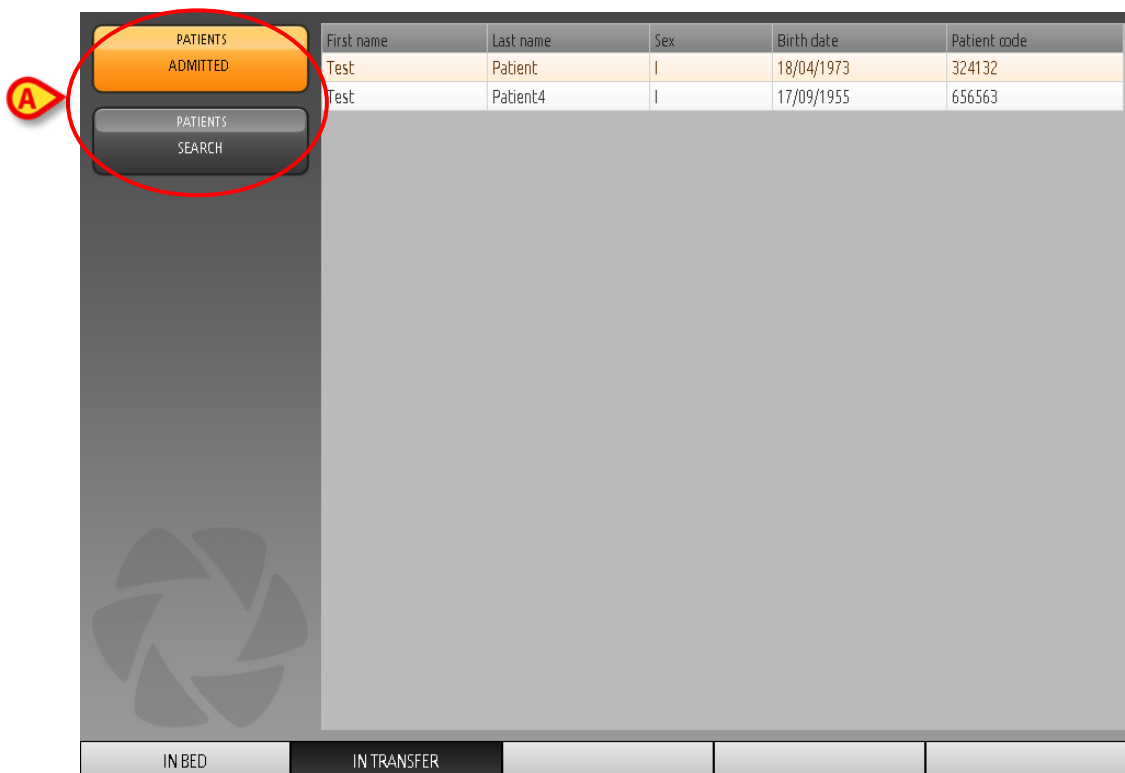 A
PATIENTS
ADMITTED
PATIENTS
SEARCH
First name Last name Sex Birth date Patient code
Test Patient I 18/04/1973 324132
Test Patient4 I 17/09/1955 656563
IN BED IN TRANSFER